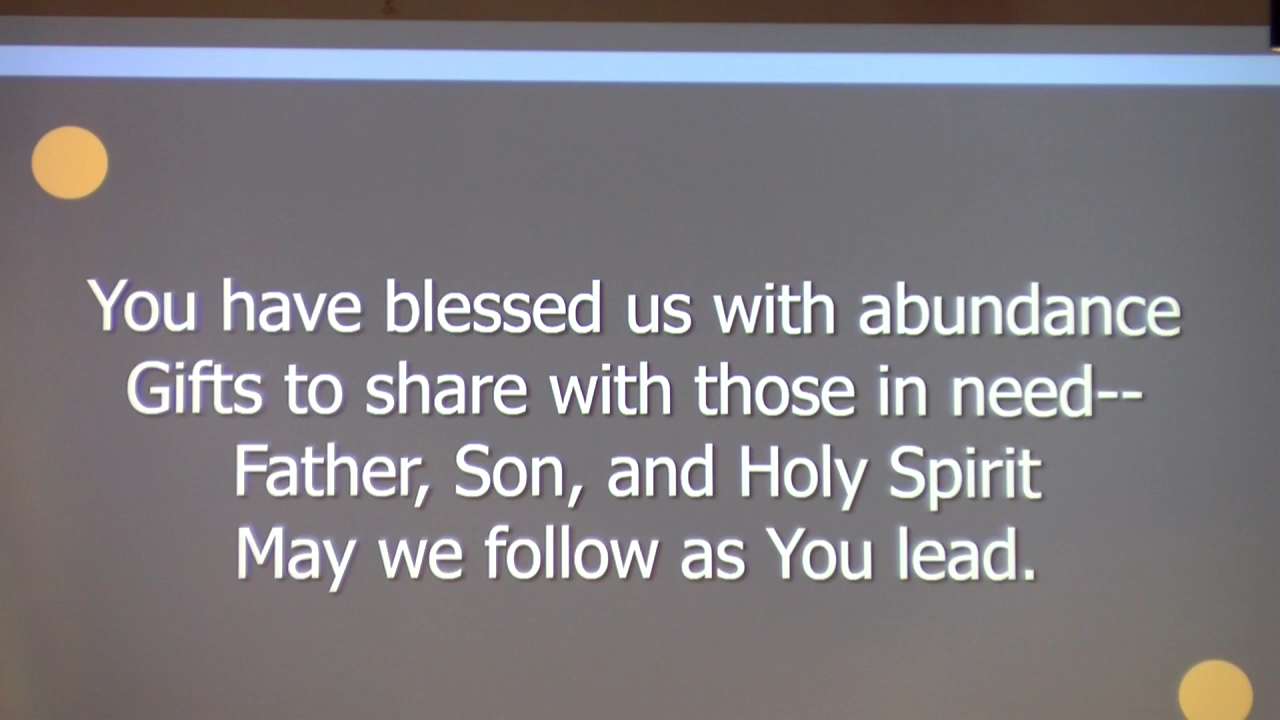 You have blessed us with abundance
Gifts to share with those in need--
Father, Son, and Holy Spirit
May we follow as You lead.